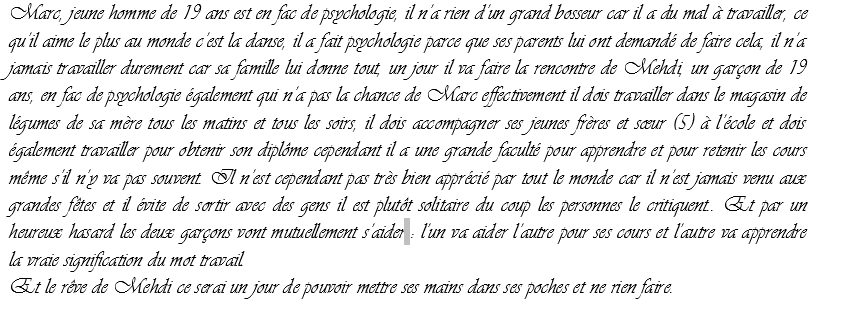 Marc, jeune homme de 19 ans est en fac de psychologie, il n'a rien d'un grand bosseur car il a du mal à travailler, ce
qu'il aime le plus au monde c'est la danse, il a fait psychologie parce que ses parents lui ont demandé de faire cela, il n'a
jamais travailler durement car sa famille lui donne tout, un jour il va faire la rencontre de Mehdi, un garçon de 19
ans, en fac de psychologie également qui n'a pas la chance de Marc effectivement il dois travailler dans le magasin de
légumes de sa mère tous les matins et tous les soirs, il dois accompagner ses jeunes frères et sœur (5) à l'école et dois
également travailler pour obtenir son diplôme cependant il a une grande faculté pour apprendre et pour retenir les cours
même s'il n'y va pas souvent. Il n'est cependant pas très bien apprécié par tout le monde car il n'est jamais venu aux
grandes fêtes et il évite de sortir avec des gens il est plutôt solitaire du coup les personnes le critiquent.. Et par un
heureux hasard les deux garçons vont mutuellement s'aider : l'un va aider l'autre pour ses cours et l'autre va apprendre
la vraie signification du mot travail.
Et le rêve de Mehdi ce serai un jour de pouvoir mettre ses mains dans ses poches et ne rien faire.